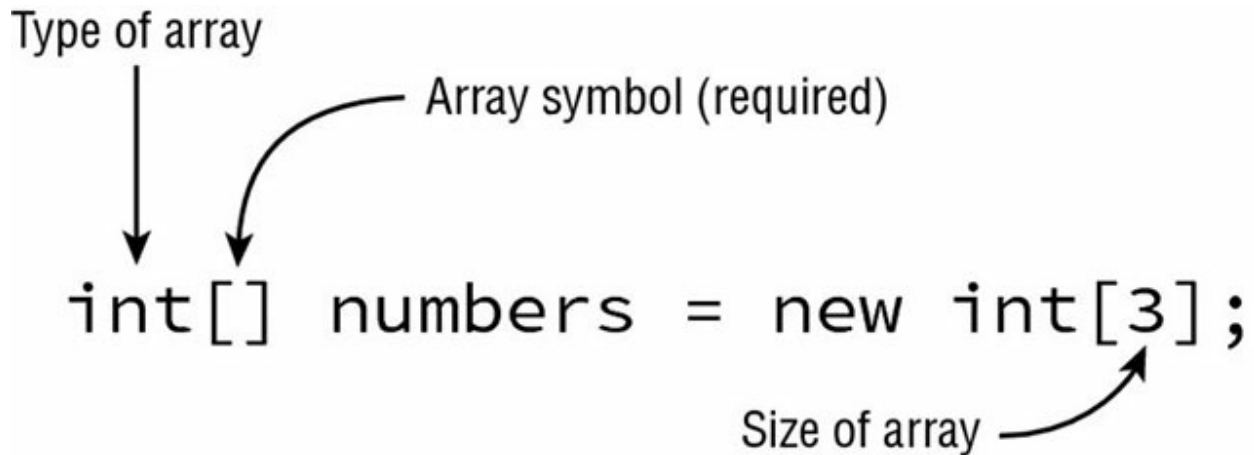 Type of array
Array symbol (required)
int[] numbers = new int[3];
Size of array